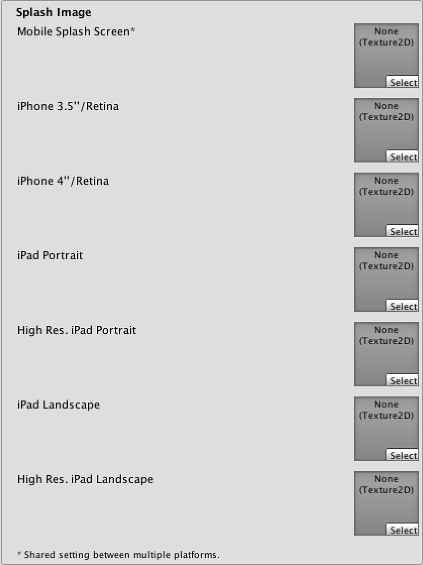 Splash Image
Mobile Splash Screen*
None
(Texture2D)
Select
iPhone 3.5"/Retina
None
(Texture2D)
Select
iPhone 4"/Retina
None
(Texture2D)
Select
iPad Portrait
None
(Texture2D)
Select
High Res. iPad Portrait
None
(Texture2D)
Select
iPad Landscape
None
(Texture2D)
Select
High Res. iPad Landscape
None
(Texture2D)
Select
* Shared setting between multiple platforms.